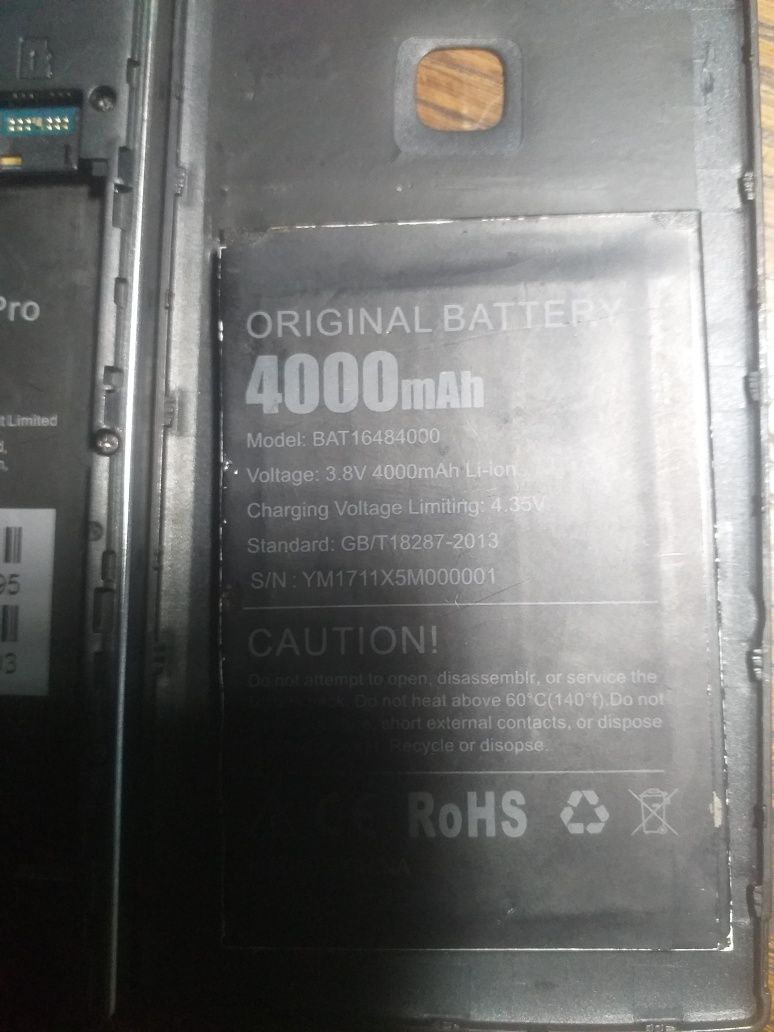 Pro
t Limited
d,
n,
95
93
ORIGINAL BATTERY
4000mAh
Model: BAT16484000
Voltage: 3.8V 4000mAh Li-Ion
Charging Voltage Limiting: 4.35V
Standard: GB/T18287-2013
S/N : YM1711X5M000001
CAUTION!
Do not attempt to open, disassemblr, or service the
Do not heat above 60°C(140°f).Do not
short external contacts, or dispose
Recycle or disopse.
RoHS